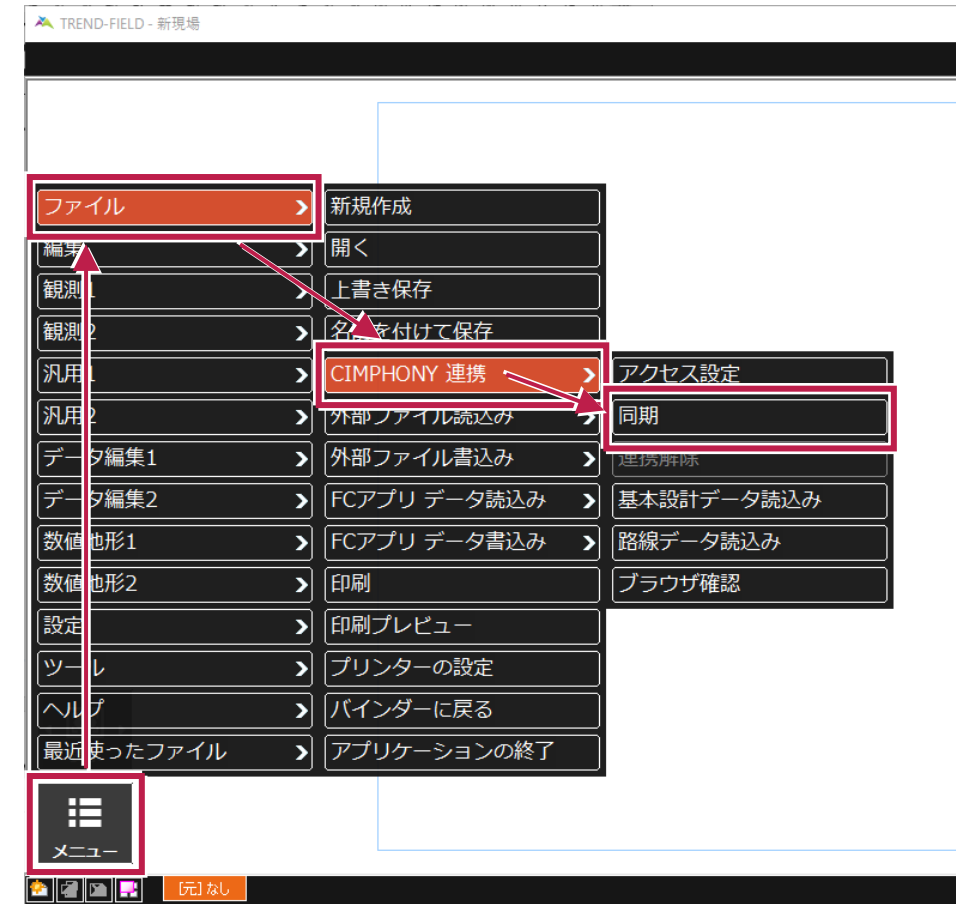 TREND-FIELD - 新現場
ファイル
編集
観測1
観測2
汎用1
汎用2
データ編集1
データ編集2
数値地形1
数値地形2
設定
ツール
ヘルプ
最近使ったファイル
新規作成
開く
上書き保存
名前を付けて保存
CIMPHONY 連携
外部ファイル読込み
外部ファイル書込み
FCアプリ データ読込み
FCアプリ データ書込み
印刷
印刷プレビュー
プリンターの設定
バインダーに戻る
アプリケーションの終了
アクセス設定
同期
連携解除
基本設計データ読込み
路線データ読込み
ブラウザ確認
メニュー
[元] なし